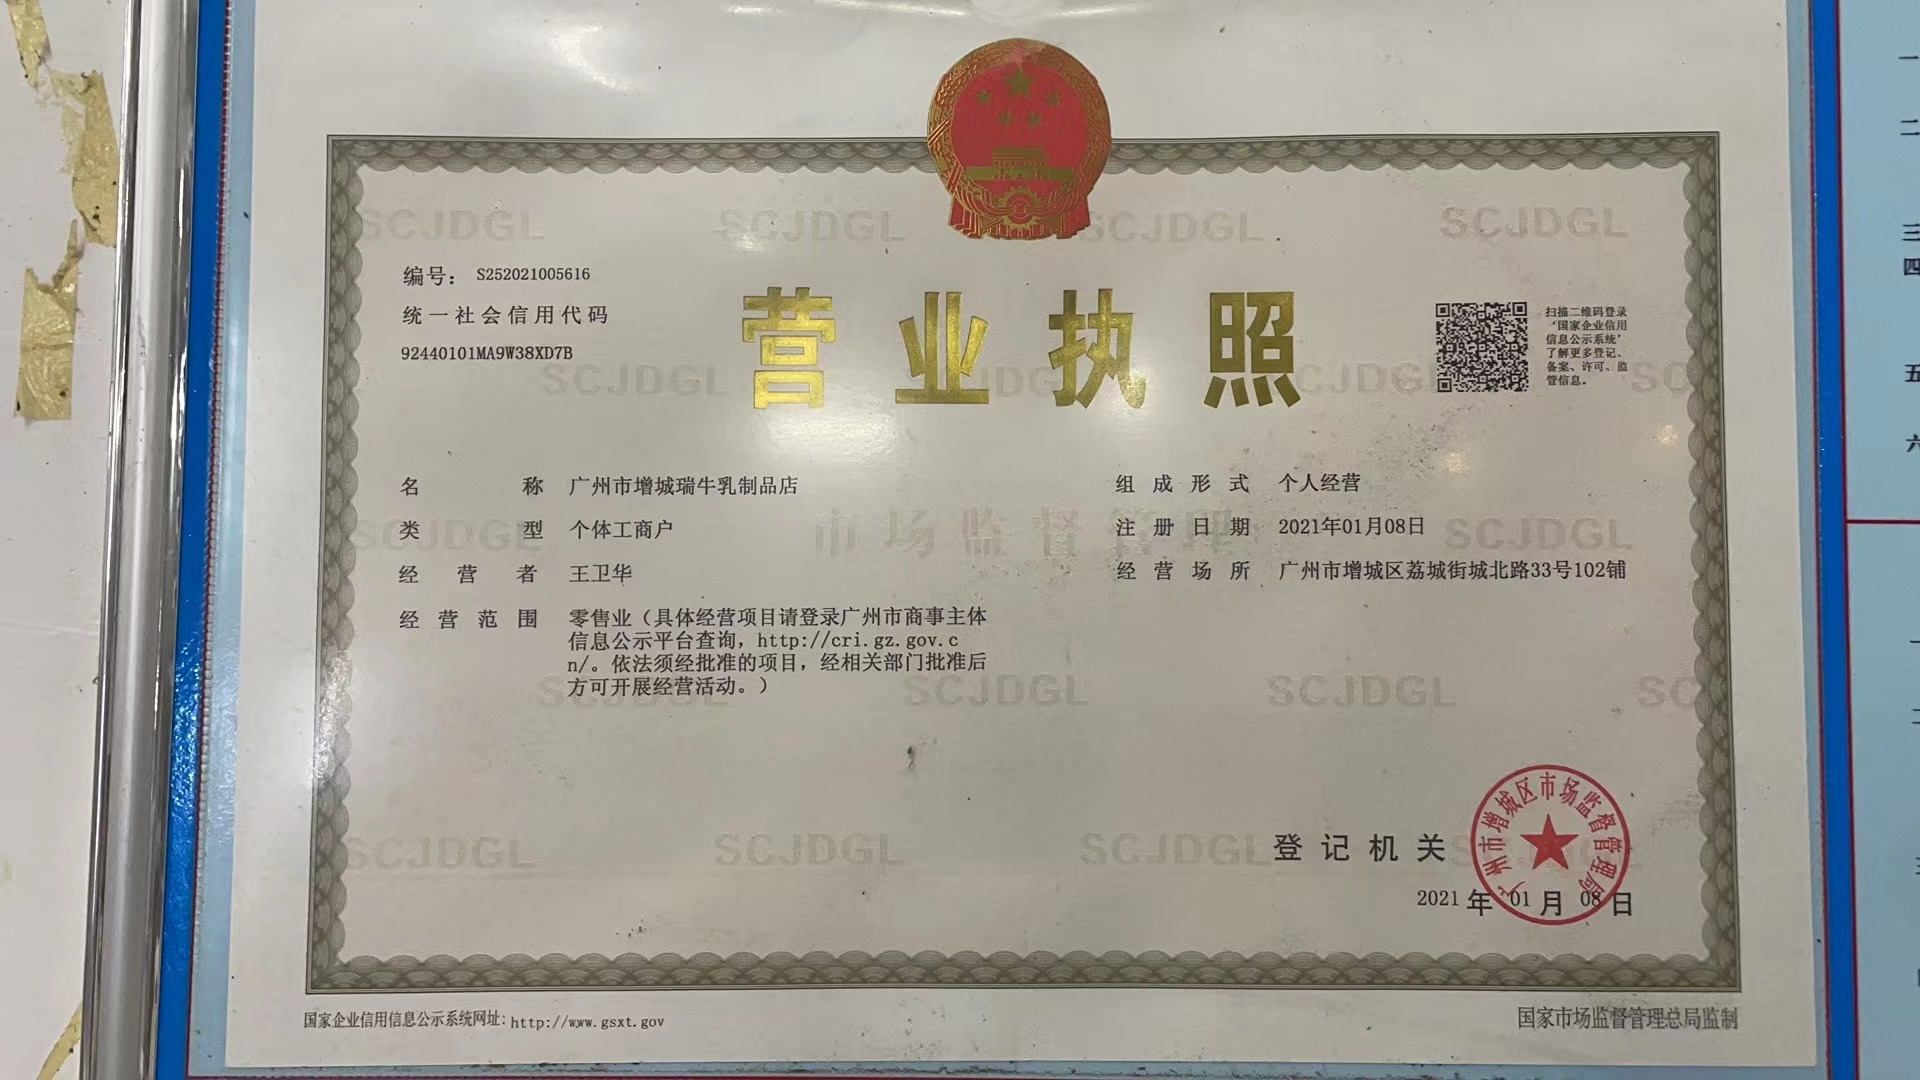 编号： S252021005616
统一社会信用代码
92440101MA9W38XD7B
营业执照
扫描二维码登录
‘国家企业信用
信息公示系统’
了解更多登记、
备案、许可、监
管信息。
名称 广州市增城瑞牛乳制品店
类型 个体工商户
经营者 王卫华
经营范围 零售业（具体经营项目请登录广州市商事主体
信息公示平台查询，http://cri.gz.gov.c
n/。依法须经批准的项目，经相关部门批准后
方可开展经营活动。）
组成形式 个人经营
注册日期 2021年01月08日
经营场所 广州市增城区荔城街城北路33号102铺
SCJDGL
市场监督管理
登记机关
广州市增城区市场监督管理局
2021年01月08日
国家企业信用信息公示系统网址：http://www.gsxt.gov
国家市场监督管理总局监制
一
二
三
四
五
六